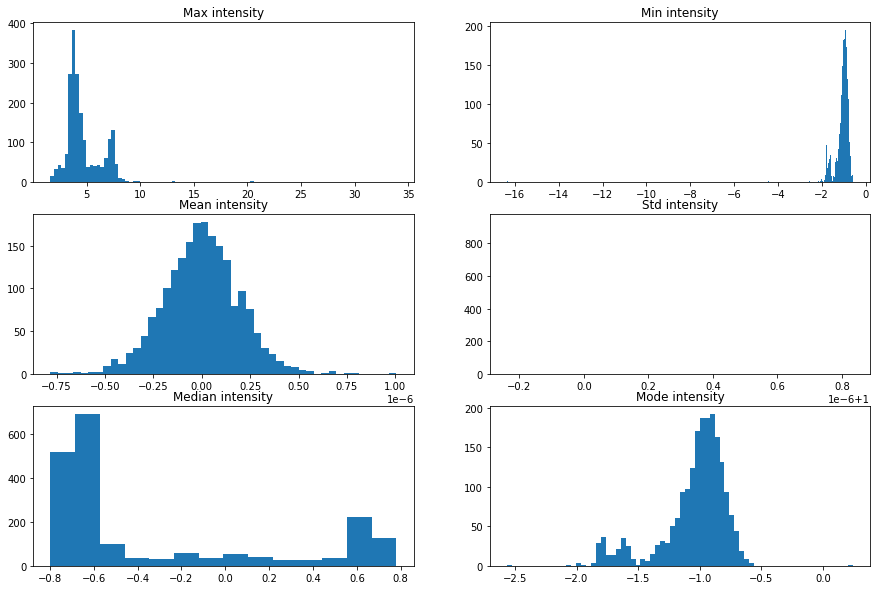 Max intensity
400
300
200
100
0
5 10 15 20 25 30 35
Min intensity
200
150
100
50
0
−16 −14 −12 −10 −8 −6 −4 −2 0
Mean intensity
150
100
50
0
−0.75 −0.50 −0.25 0.00 0.25 0.50 0.75 1.00
1e−6
Std intensity
800
600
400
200
0
−0.2 0.0 0.2 0.4 0.6 0.8
1e−6+1
Median intensity
600
400
200
0
−0.8 −0.6 −0.4 −0.2 0.0 0.2 0.4 0.6 0.8
Mode intensity
200
150
100
50
0
−2.5 −2.0 −1.5 −1.0 −0.5 0.0